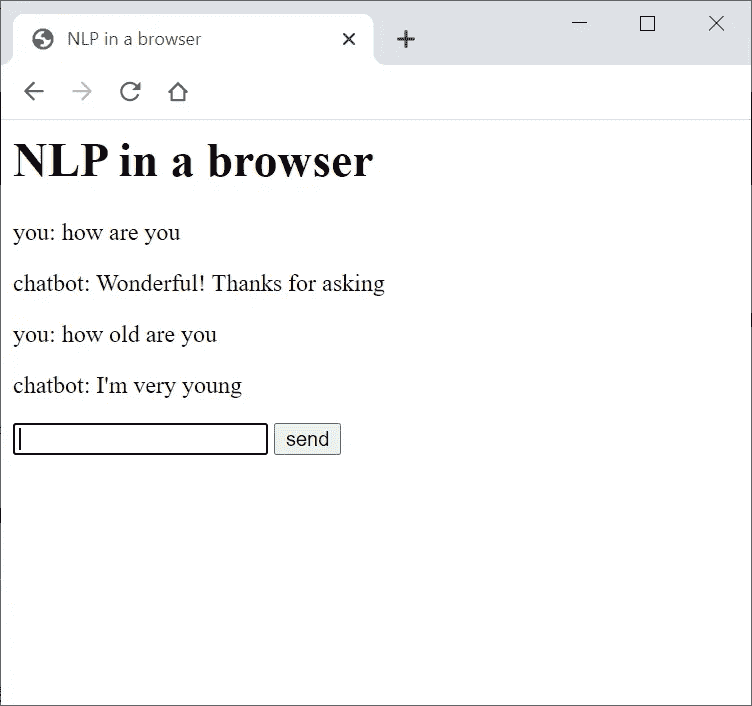 NLP in a browser
NLP in a browser
you: how are you
chatbot: Wonderful! Thanks for asking
you: how old are you
chatbot: I'm very young
send